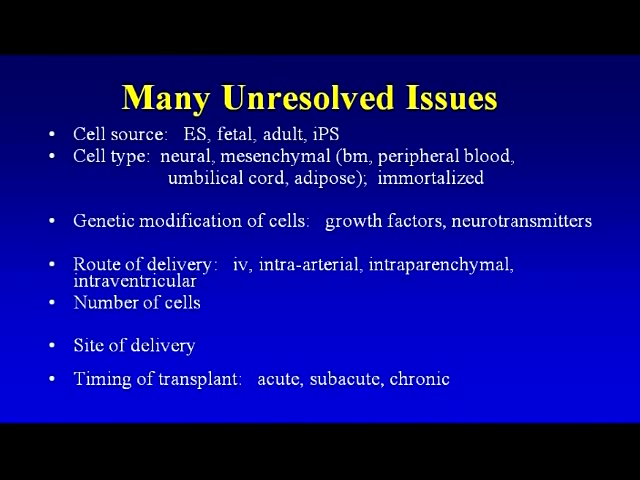 Many Unresolved Issues
• Cell source: ES, fetal, adult, iPS
• Cell type: neural, mesenchymal (bm, peripheral blood,
umbilical cord, adipose); immortalized
• Genetic modification of cells: growth factors, neurotransmitters
• Route of delivery: iv, intra-arterial, intraparenchymal,
intraventricular
• Number of cells
• Site of delivery
• Timing of transplant: acute, subacute, chronic